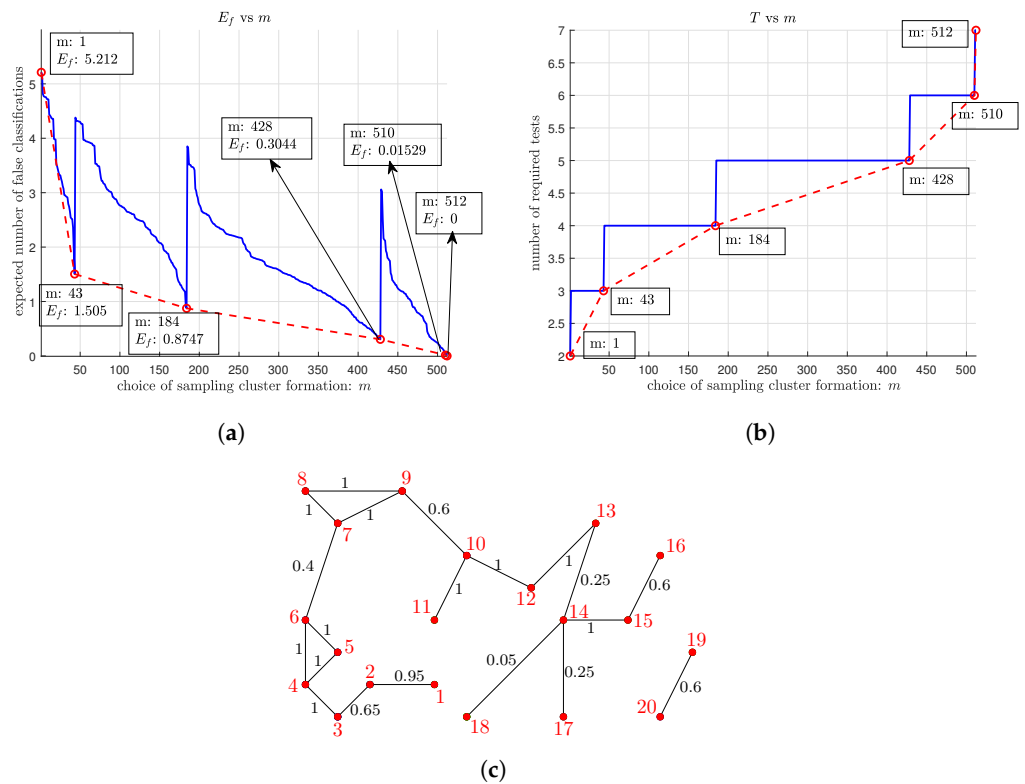 E_f vs m
expected number of false classifications
5
4
3
2
1
0
m: 1
E_f: 5.212
m: 43
E_f: 1.505
m: 184
E_f: 0.8747
m: 428
E_f: 0.3044
m: 510
E_f: 0.01529
m: 512
E_f: 0
50 100 150 200 250 300 350 400 450 500
choice of sampling cluster formation: m
(a)
T vs m
number of required tests
7
6.5
6
5.5
5
4.5
4
3.5
3
2.5
2
m: 512
m: 510
m: 428
m: 184
m: 43
m: 1
50 100 150 200 250 300 350 400 450 500
choice of sampling cluster formation: m
(b)
8 1 9
1 1 0.6 13
7
10 16
0.4 1 1
1 0.25 0.6
12
6 11 14 15
1 1
1 1 5 19
0.05 0.25
4 2 0.95 0.6
1
1 0.65
3 18 17 20
(c)